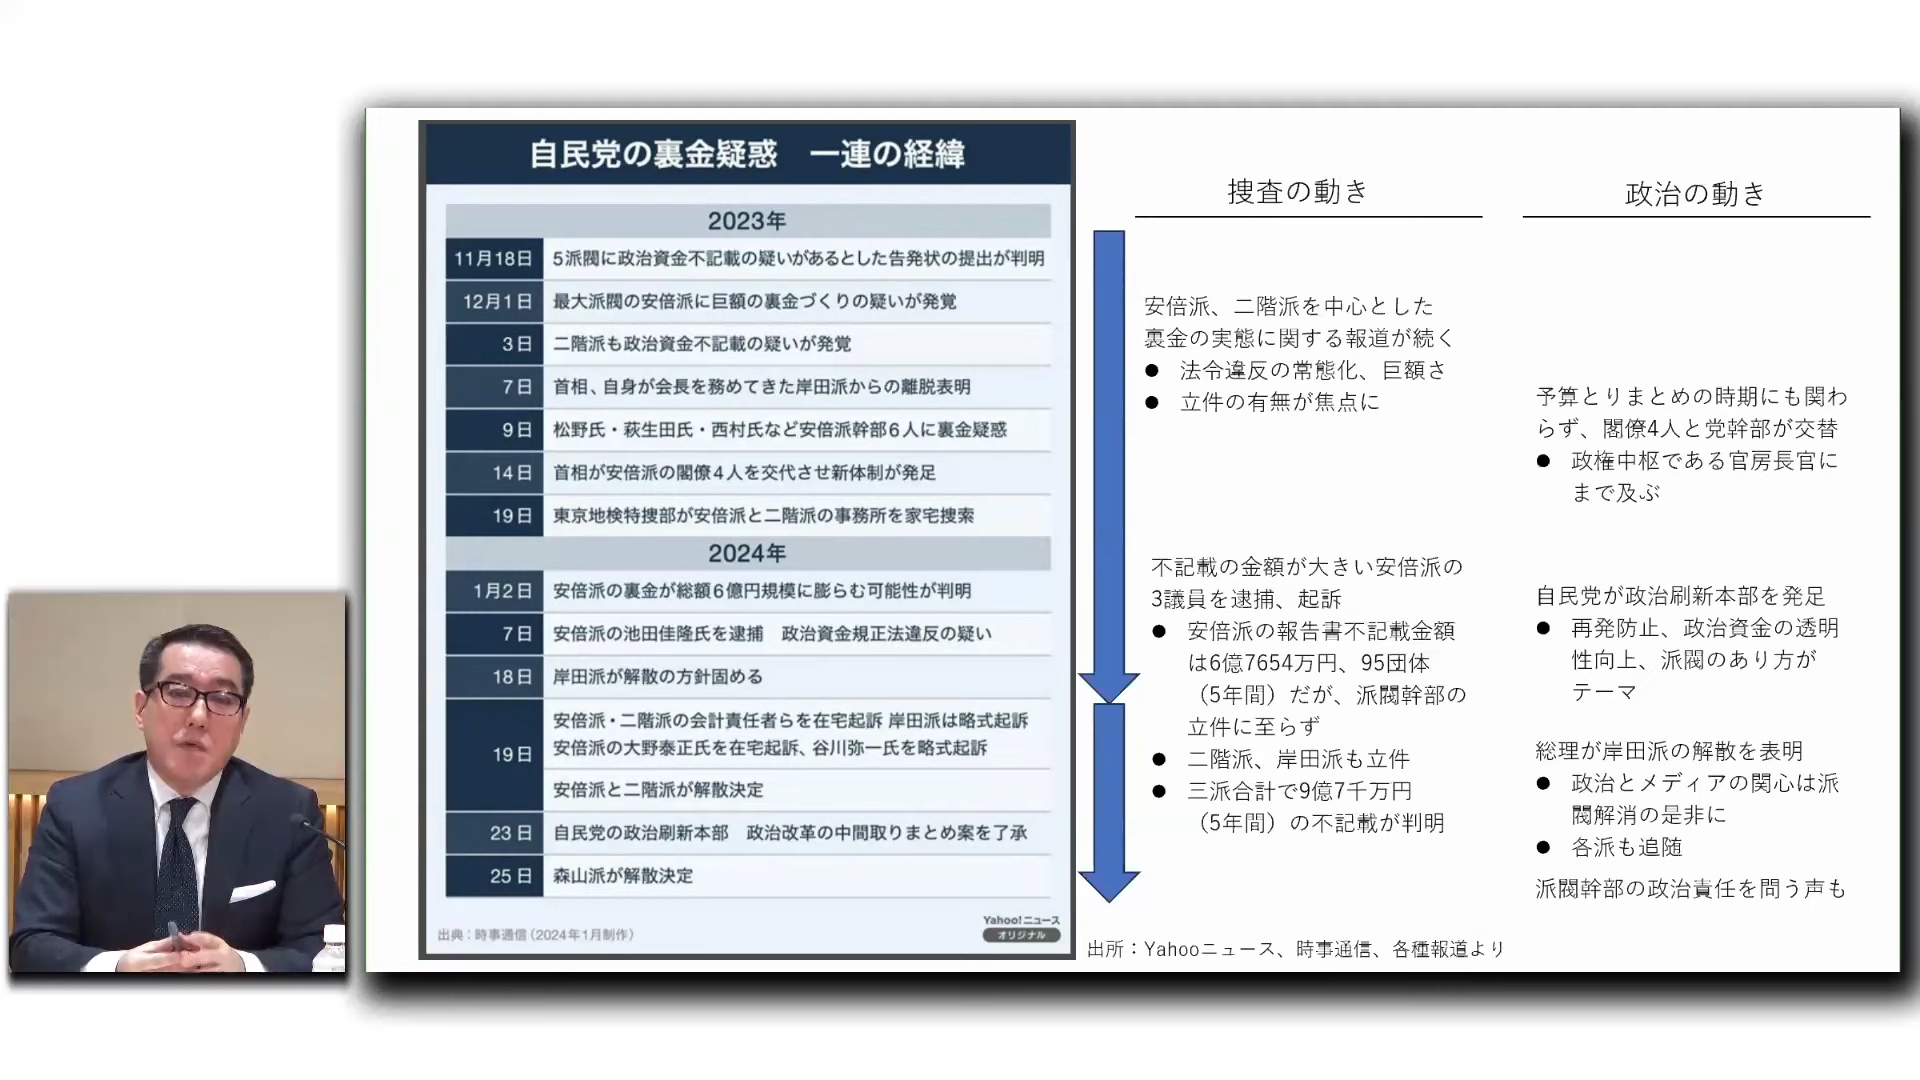 自民党の裏金疑惑　一連の経緯
2023年
11月18日 5派閥に政治資金不記載の疑いがあるとした告発状の提出が判明
12月1日 最大派閥の安倍派に巨額の裏金づくりの疑いが発覚
3日 二階派も政治資金不記載の疑いが発覚
7日 首相、自身が会長を務めてきた岸田派からの離脱表明
9日 松野氏・萩生田氏・西村氏など安倍派幹部6人に裏金疑惑
14日 首相が安倍派の閣僚4人を交代させ新体制が発足
19日 東京地検特捜部が安倍派と二階派の事務所を家宅捜索
2024年
1月2日 安倍派の裏金が総額6億円規模に膨らむ可能性が判明
7日 安倍派の池田佳隆氏を逮捕　政治資金規正法違反の疑い
18日 岸田派が解散の方針固める
19日 安倍派・二階派の会計責任者らを在宅起訴 岸田派は略式起訴
安倍派の大野泰正氏を在宅起訴、谷川弥一氏を略式起訴
安倍派と二階派が解散決定
23日 自民党の政治刷新本部　政治改革の中間取りまとめ案を了承
25日 森山派が解散決定
出典：時事通信（2024年1月制作）
Yahoo!ニュース
オリジナル
捜査の動き
安倍派、二階派を中心とした
裏金の実態に関する報道が続く
● 法令違反の常態化、巨額さ
● 立件の有無が焦点に
不記載の金額が大きい安倍派の
3議員を逮捕、起訴
● 安倍派の報告書不記載金額
は6億7654万円、95団体
（5年間）だが、派閥幹部の
立件に至らず
● 二階派、岸田派も立件
● 三派合計で9億7千万円
（5年間）の不記載が判明
政治の動き
予算とりまとめの時期にも関わ
らず、閣僚4人と党幹部が交替
● 政権中枢である官房長官に
まで及ぶ
自民党が政治刷新本部を発足
● 再発防止、政治資金の透明
性向上、派閥のあり方が
テーマ
総理が岸田派の解散を表明
● 政治とメディアの関心は派
閥解消の是非に
● 各派も追随
派閥幹部の政治責任を問う声も
出所：Yahooニュース、時事通信、各種報道より